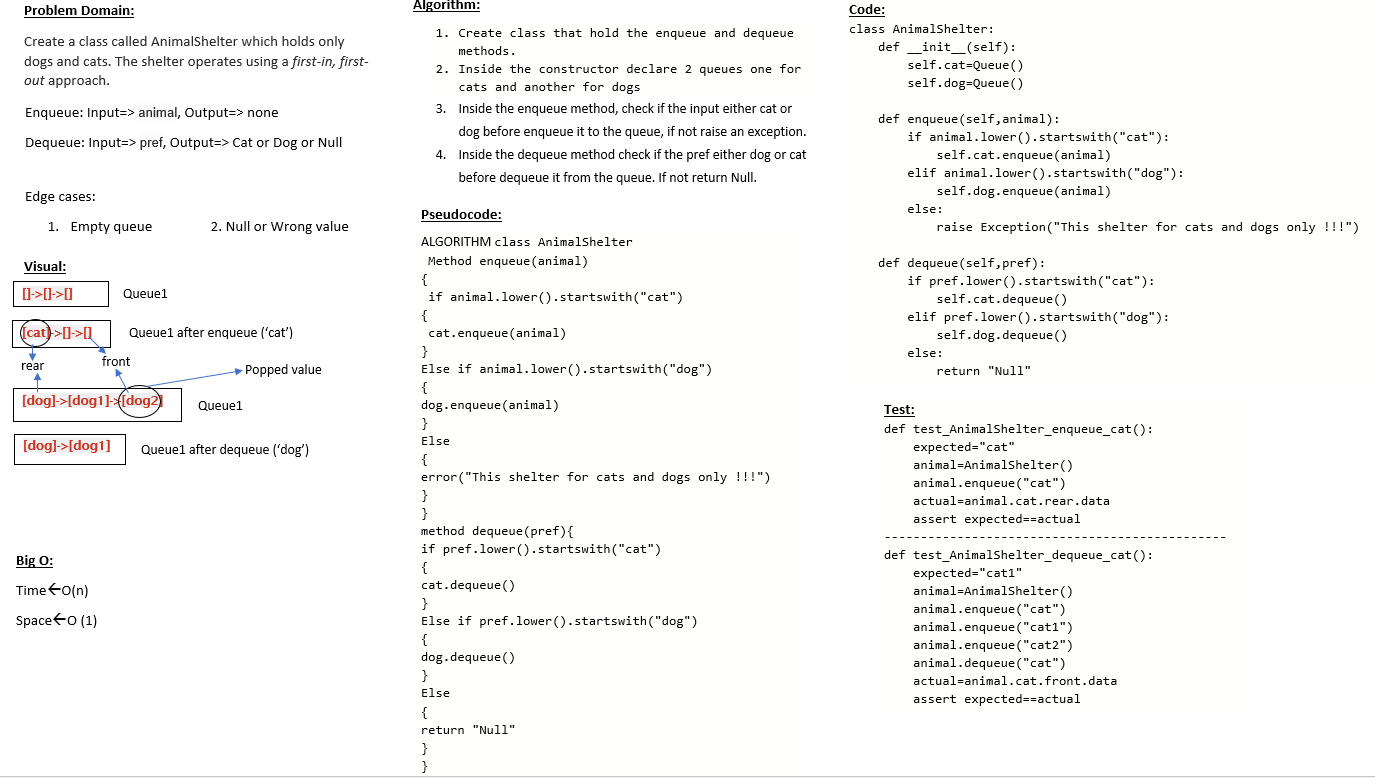 Problem Domain:
Create a class called AnimalShelter which holds only
dogs and cats. The shelter operates using a first-in, first-
out approach.
Enqueue: Input=> animal, Output=> none
Dequeue: Input=> pref, Output=> Cat or Dog or Null
Edge cases:
1. Empty queue 2. Null or Wrong value
Visual:
[]->[]->[] Queue1
[cat]->[]->[] Queue1 after enqueue (‘cat’)
rear front
Popped value
[dog]->[dog1]->[dog2] Queue1
[dog]->[dog1] Queue1 after dequeue (‘dog’)
Big O:
Time←O(n)
Space←O (1)
Algorithm:
1. Create class that hold the enqueue and dequeue
methods.
2. Inside the constructor declare 2 queues one for
cats and another for dogs
3. Inside the enqueue method, check if the input either cat or
dog before enqueue it to the queue, if not raise an exception.
4. Inside the dequeue method check if the pref either dog or cat
before dequeue it from the queue. If not return Null.
Pseudocode:
ALGORITHM class AnimalShelter
Method enqueue(animal)
{
if animal.lower().startswith("cat")
{
cat.enqueue(animal)
}
Else if animal.lower().startswith("dog")
{
dog.enqueue(animal)
}
Else
{
error("This shelter for cats and dogs only !!!")
}
}
method dequeue(pref){
if pref.lower().startswith("cat")
{
cat.dequeue()
}
Else if pref.lower().startswith("dog")
{
dog.dequeue()
}
Else
{
return "Null"
}
}
Code:
class AnimalShelter:
    def __init__(self):
        self.cat=Queue()
        self.dog=Queue()
    def enqueue(self,animal):
        if animal.lower().startswith("cat"):
            self.cat.enqueue(animal)
        elif animal.lower().startswith("dog"):
            self.dog.enqueue(animal)
        else:
            raise Exception("This shelter for cats and dogs only !!!")
    def dequeue(self,pref):
        if pref.lower().startswith("cat"):
            self.cat.dequeue()
        elif pref.lower().startswith("dog"):
            self.dog.dequeue()
        else:
            return "Null"
Test:
def test_AnimalShelter_enqueue_cat():
    expected="cat"
    animal=AnimalShelter()
    animal.enqueue("cat")
    actual=animal.cat.rear.data
    assert expected==actual
-----------------------------------------------
def test_AnimalShelter_dequeue_cat():
    expected="cat1"
    animal=AnimalShelter()
    animal.enqueue("cat")
    animal.enqueue("cat1")
    animal.enqueue("cat2")
    animal.dequeue("cat")
    actual=animal.cat.front.data
    assert expected==actual